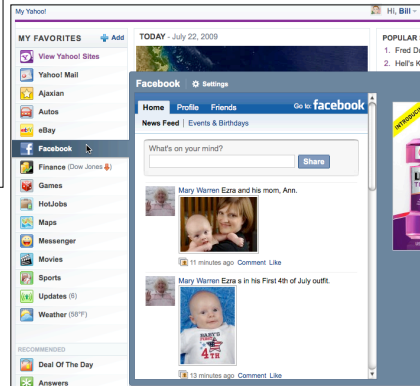 My Yahoo!
Hi, Bill
MY FAVORITES
Add
View Yahoo! Sites
Yahoo! Mail
Ajaxian
Autos
eBay
Facebook
Finance (Dow Jones)
Games
HotJobs
Maps
Messenger
Movies
Sports
Updates (6)
Weather (58°F)
RECOMMENDED
Deal Of The Day
Answers
TODAY - July 22, 2009
POPULAR
1. Fred D
2. Hell's K
Facebook
Settings
Home Profile Friends Go to: facebook
News Feed | Events & Birthdays
What's on your mind?
Share
Mary Warren Ezra and his mom, Ann.
11 minutes ago Comment Like
Mary Warren Ezra s in his First 4th of July outfit.
4TH
13 minutes ago Comment Like
INTRODUC